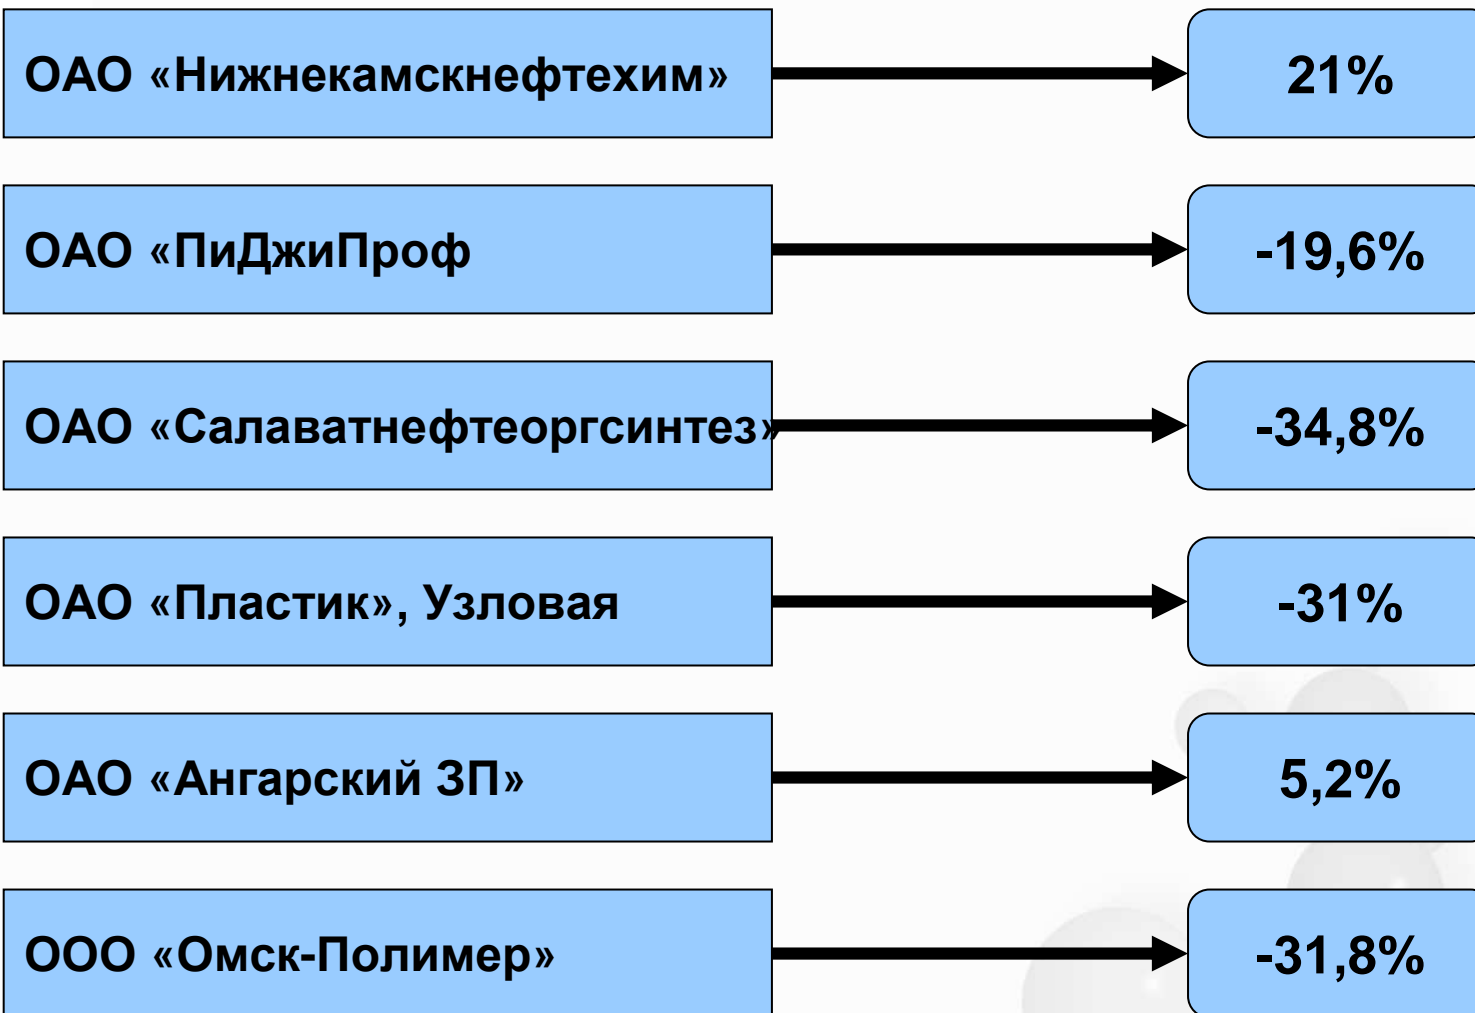 ОАО «Нижнекамскнефтехим»
21%
ОАО «ПиДжиПроф
-19,6%
ОАО «Салаватнефтеоргсинтез»
-34,8%
ОАО «Пластик», Узловая
-31%
ОАО «Ангарский ЗП»
5,2%
ООО «Омск-Полимер»
-31,8%